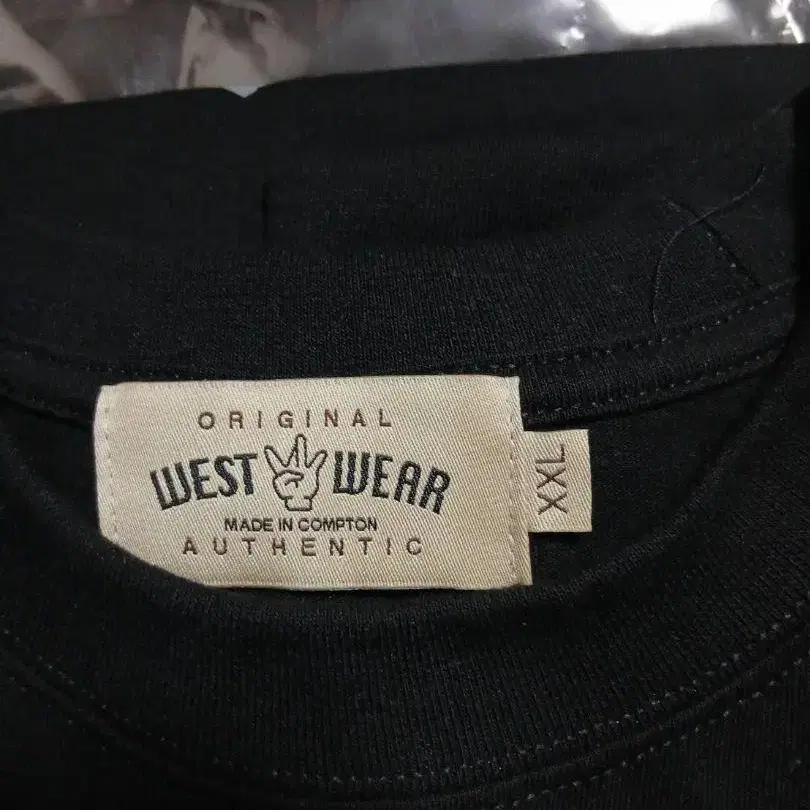 ORIGINAL
WEST WEAR
MADE IN COMPTON
AUTHENTIC
XXL